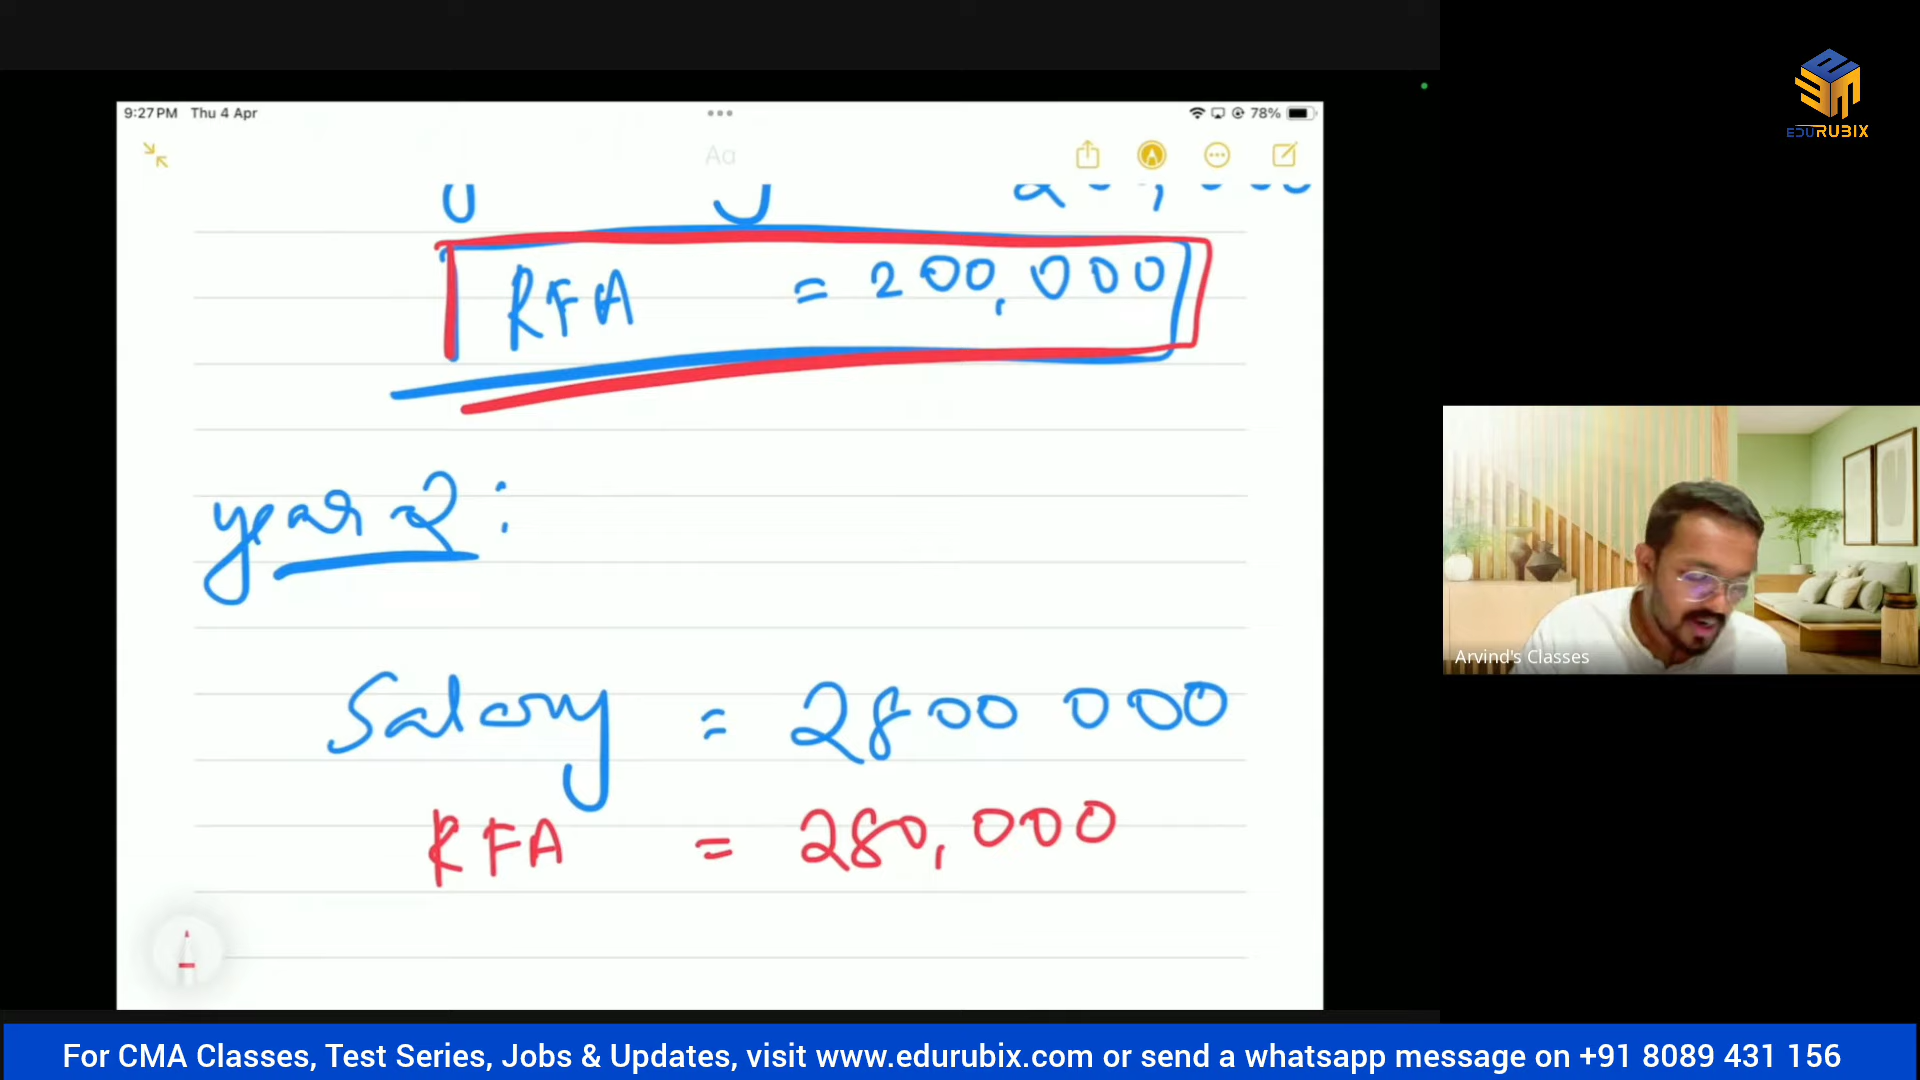 EDURUBIX
9:27 PM Thu 4 Apr
78%
Aa
RFA = 200,000
year 2 :
Salary = 2800 000
RFA = 280,000
Arvind's Classes
For CMA Classes, Test Series, Jobs & Updates, visit www.edurubix.com or send a whatsapp message on +91 8089 431 156